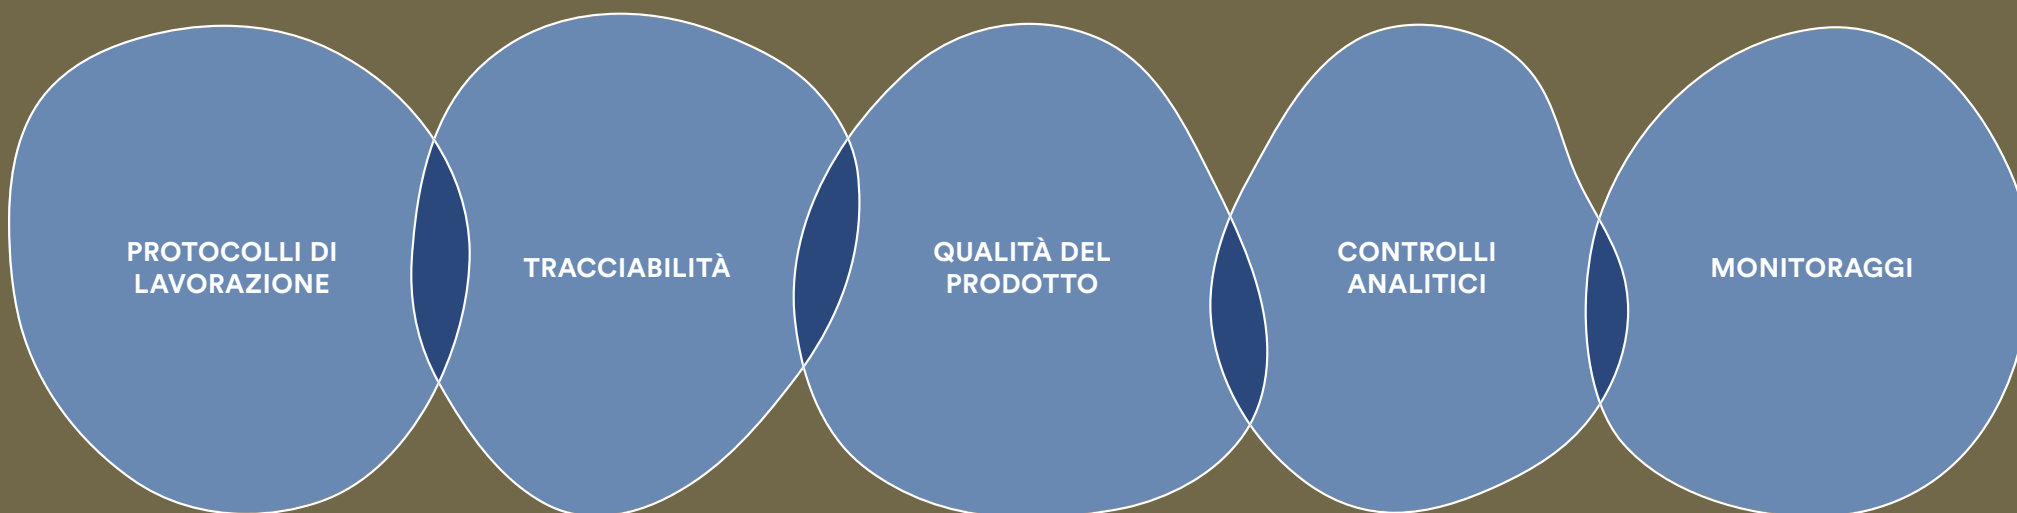 PROTOCOLLI DI
LAVORAZIONE
TRACCIABILITÀ
QUALITÀ DEL
PRODOTTO
CONTROLLI
ANALITICI
MONITORAGGI